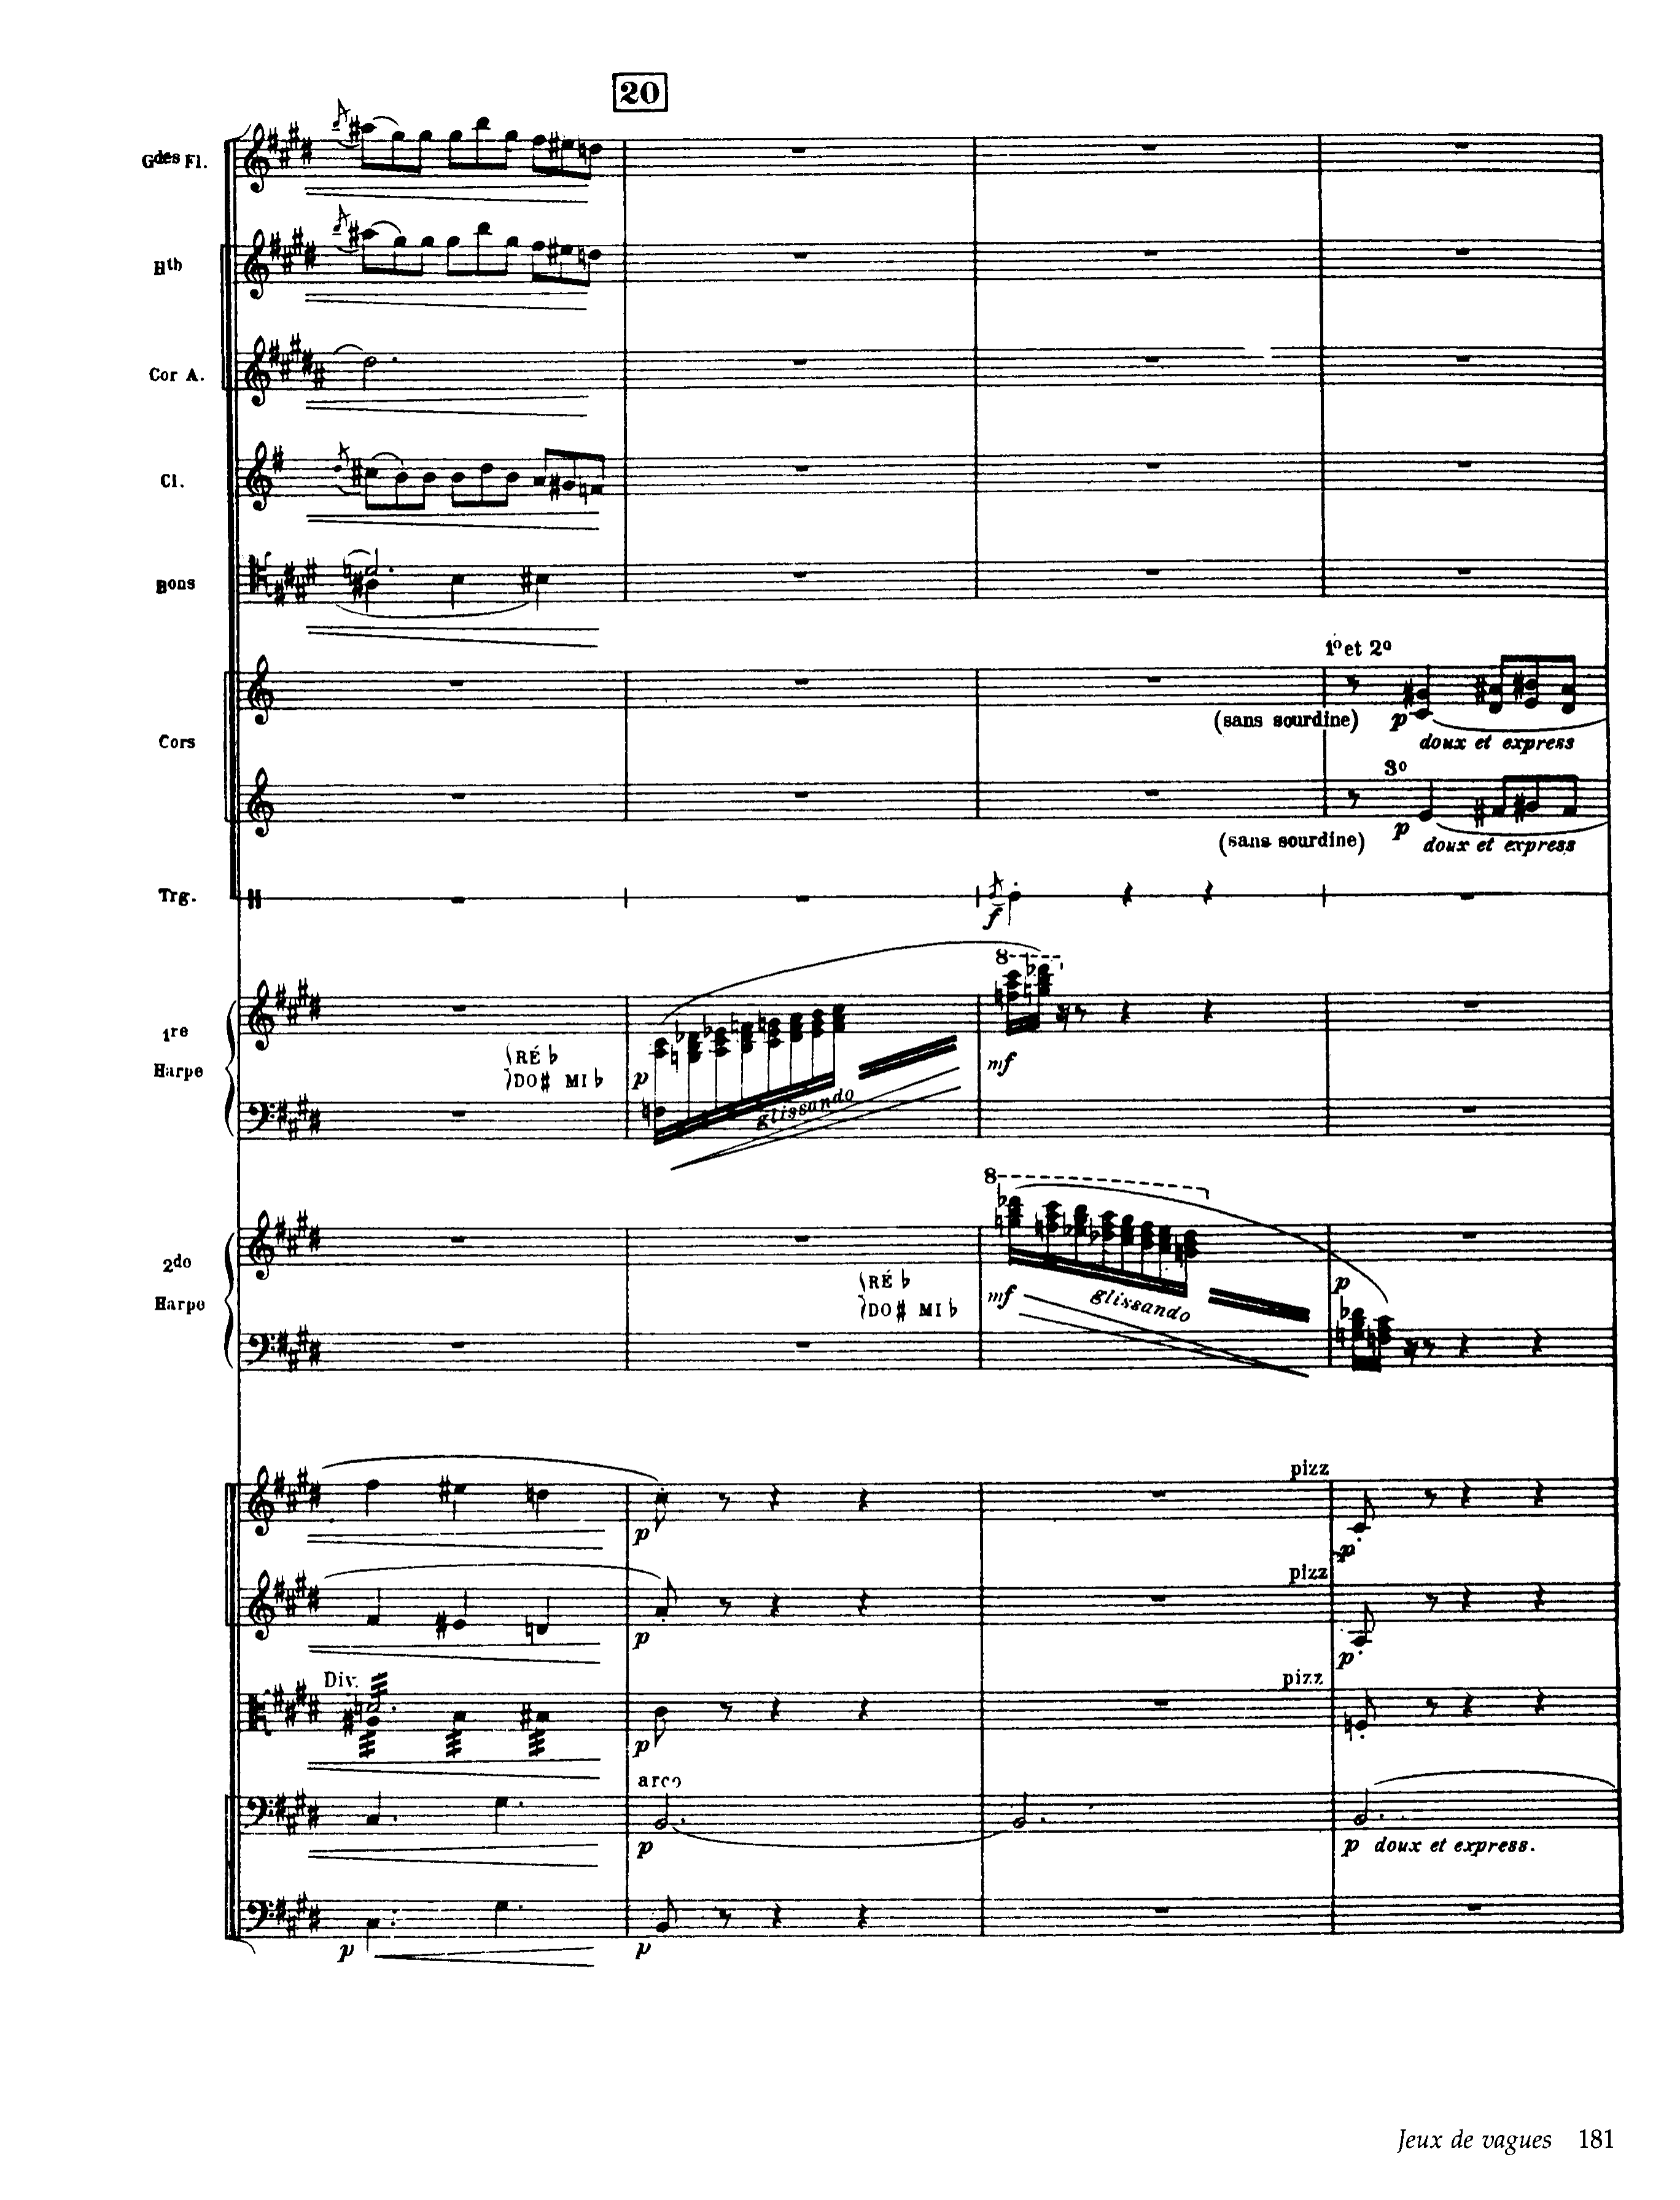 20
Gdes Fl.
Htb
Cor A.
Cl.
Bons
1º et 2º
(sans sourdine) p
doux et express
Cors
3º
p
(sans sourdine)
doux et express
Trg.
f
8
1re
Harpe
RÉ ♭
DO♯ MI♭
p
glissando
mf
8
2do
Harpe
RÉ ♭
DO♯ MI♭
mf
glissando
p
pizz
p
p
pizz
p
p
Div.
pizz
p
arco
p
p doux et express.
p
p
Jeux de vagues 181